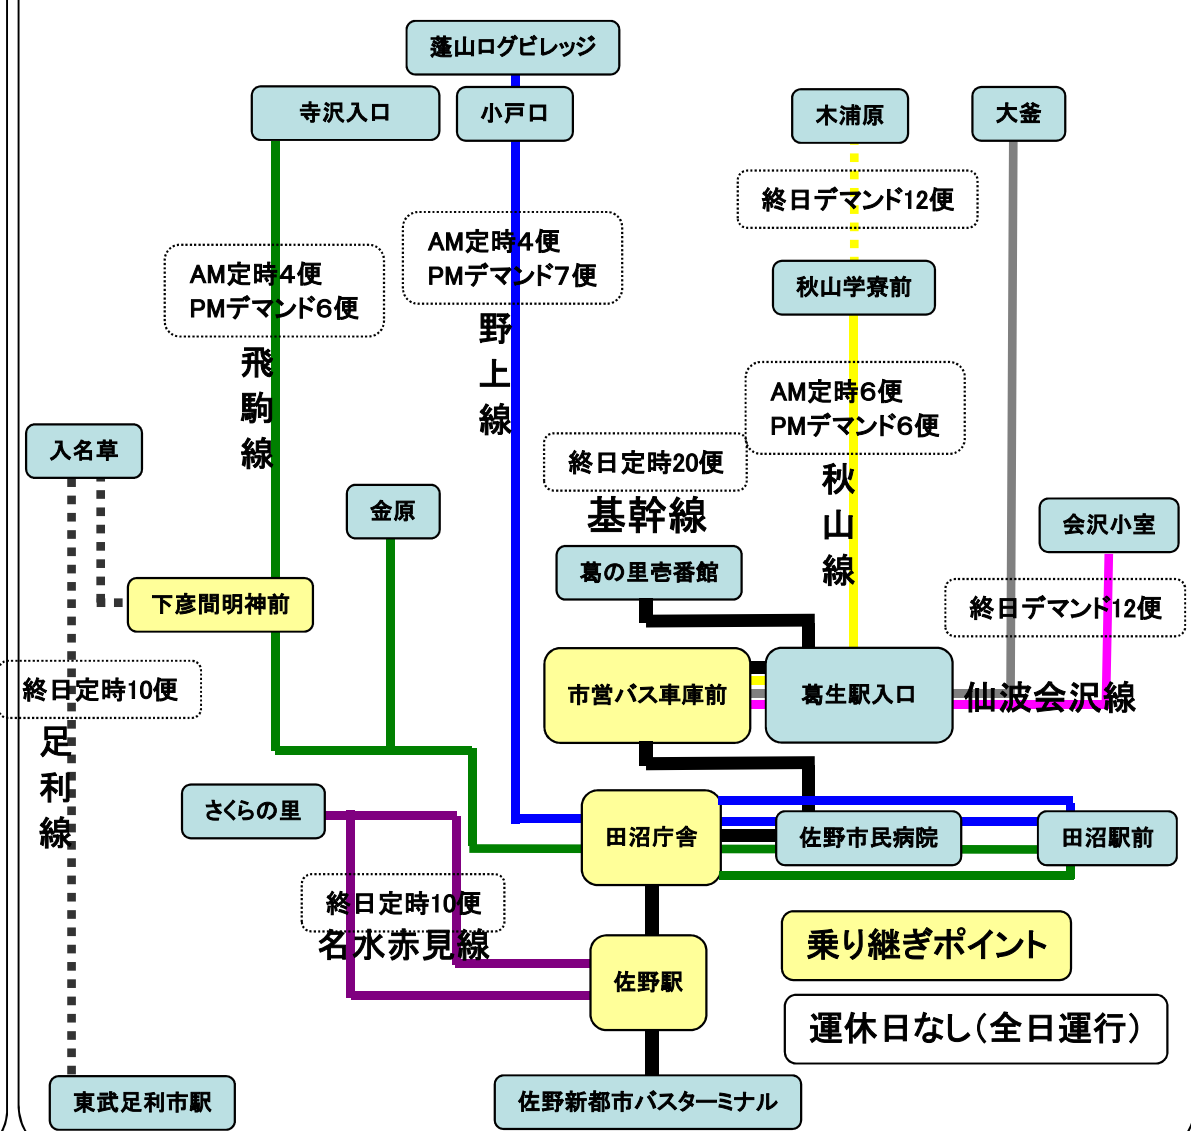 蓬山ログビレッジ
寺沢入口
小戸口
木浦原
大釜
終日デマンド12便
AM定時4便
PMデマンド7便
AM定時4便
PMデマンド6便
秋山学寮前
野上線
飛駒線
AM定時6便
PMデマンド6便
入名草
終日定時20便
秋山線
金原
基幹線
会沢小室
葛の里壱番館
下彦間明神前
終日デマンド12便
終日定時10便
市営バス車庫前
葛生駅入口
仙波会沢線
足利線
さくらの里
田沼庁舎
佐野市民病院
田沼駅前
終日定時10便
名水赤見線
乗り継ぎポイント
佐野駅
運休日なし(全日運行)
東武足利市駅
佐野新都市バスターミナル